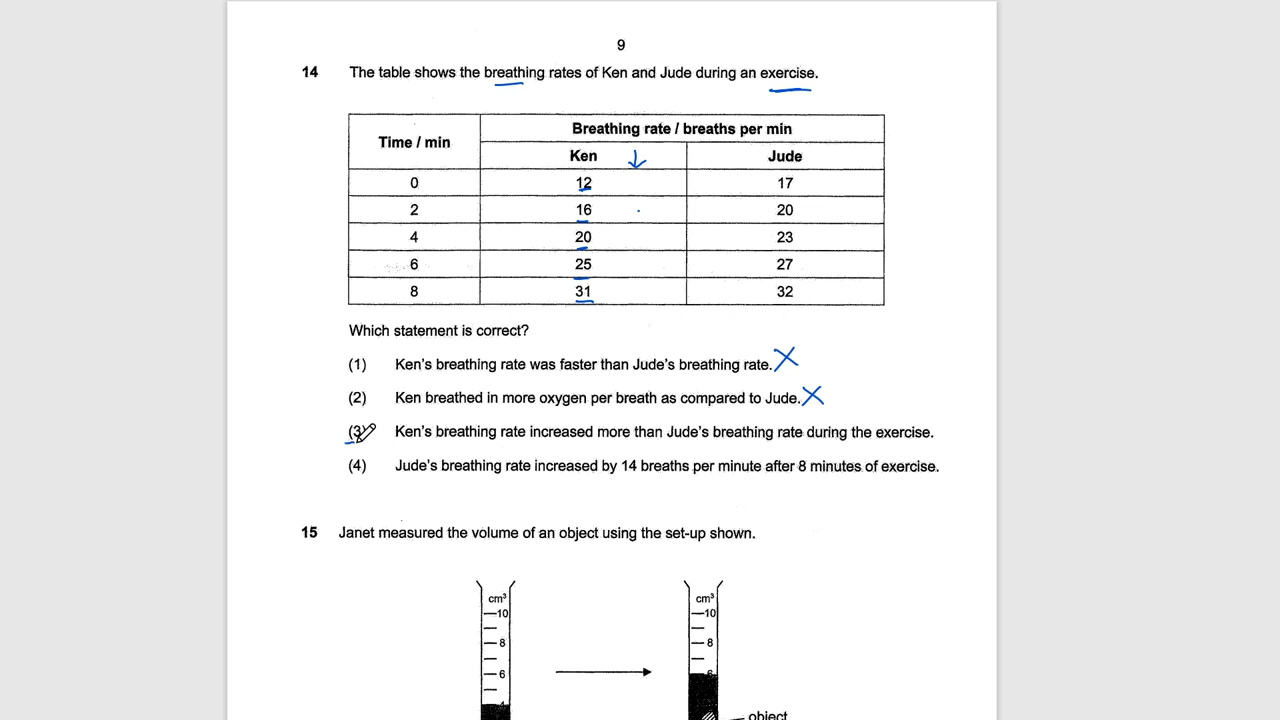 9
14 The table shows the breathing rates of Ken and Jude during an exercise.
Time / min Breathing rate / breaths per min
Ken Jude
0 12 17
2 16 20
4 20 23
6 25 27
8 31 32
Which statement is correct?
(1) Ken's breathing rate was faster than Jude's breathing rate.
(2) Ken breathed in more oxygen per breath as compared to Jude.
(3) Ken's breathing rate increased more than Jude's breathing rate during the exercise.
(4) Jude's breathing rate increased by 14 breaths per minute after 8 minutes of exercise.
15 Janet measured the volume of an object using the set-up shown.
cm³ cm³
10 10
8 8
6 6
object